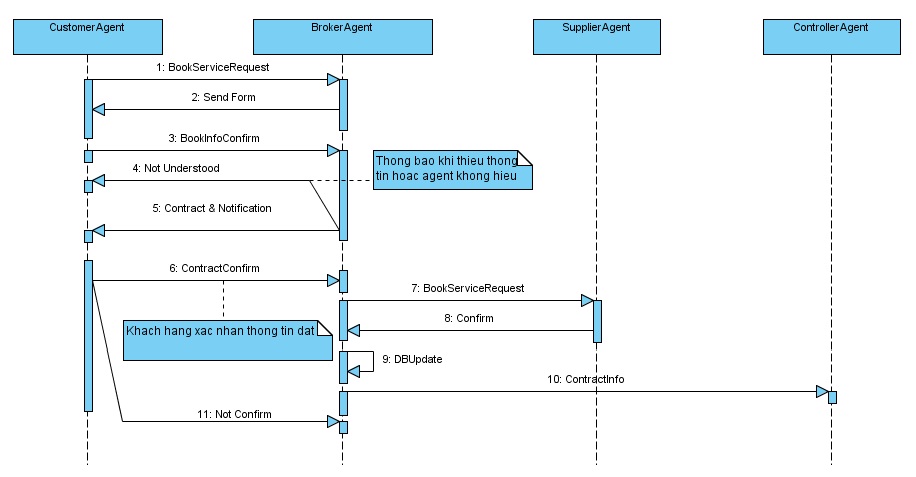 CustomerAgent
BrokerAgent
SupplierAgent
ControllerAgent
1: BookServiceRequest
2: Send Form
3: BookInfoConfirm
4: Not Understood
Thong bao khi thieu thong
tin hoac agent khong hieu
5: Contract & Notification
6: ContractConfirm
7: BookServiceRequest
8: Confirm
Khach hang xac nhan thong tin dat
9: DBUpdate
10: ContractInfo
11: Not Confirm